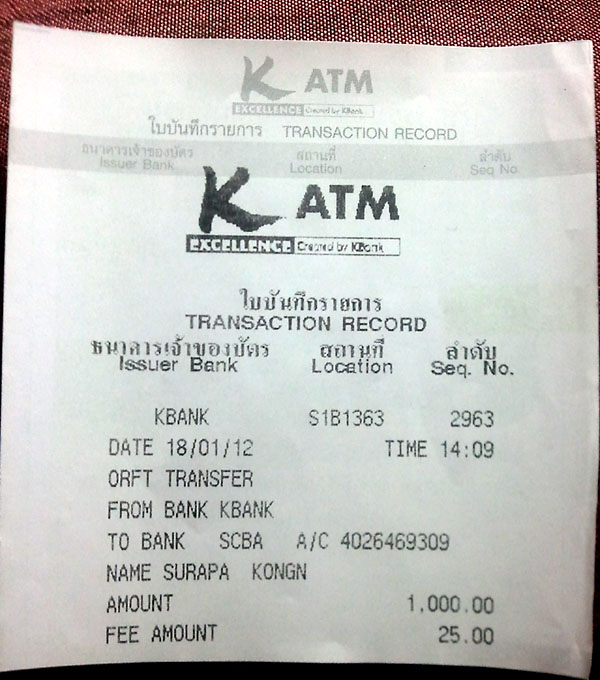 K ATM
EXCELLENCE Created by KBank
ใบบันทึกรายการ TRANSACTION RECORD
ธนาคารเจ้าของบัตร สถานที่ ลำดับ
Issuer Bank Location Seq No.
K ATM
EXCELLENCE Created by KBank
ใบบันทึกรายการ
TRANSACTION RECORD
ธนาคารเจ้าของบัตร สถานที่ ลำดับ
Issuer Bank Location Seq. No.
KBANK S1B1363 2963
DATE 18/01/12 TIME 14:09
ORFT TRANSFER
FROM BANK KBANK
TO BANK SCBA A/C 4026469309
NAME SURAPA KONGN
AMOUNT 1,000.00
FEE AMOUNT 25.00